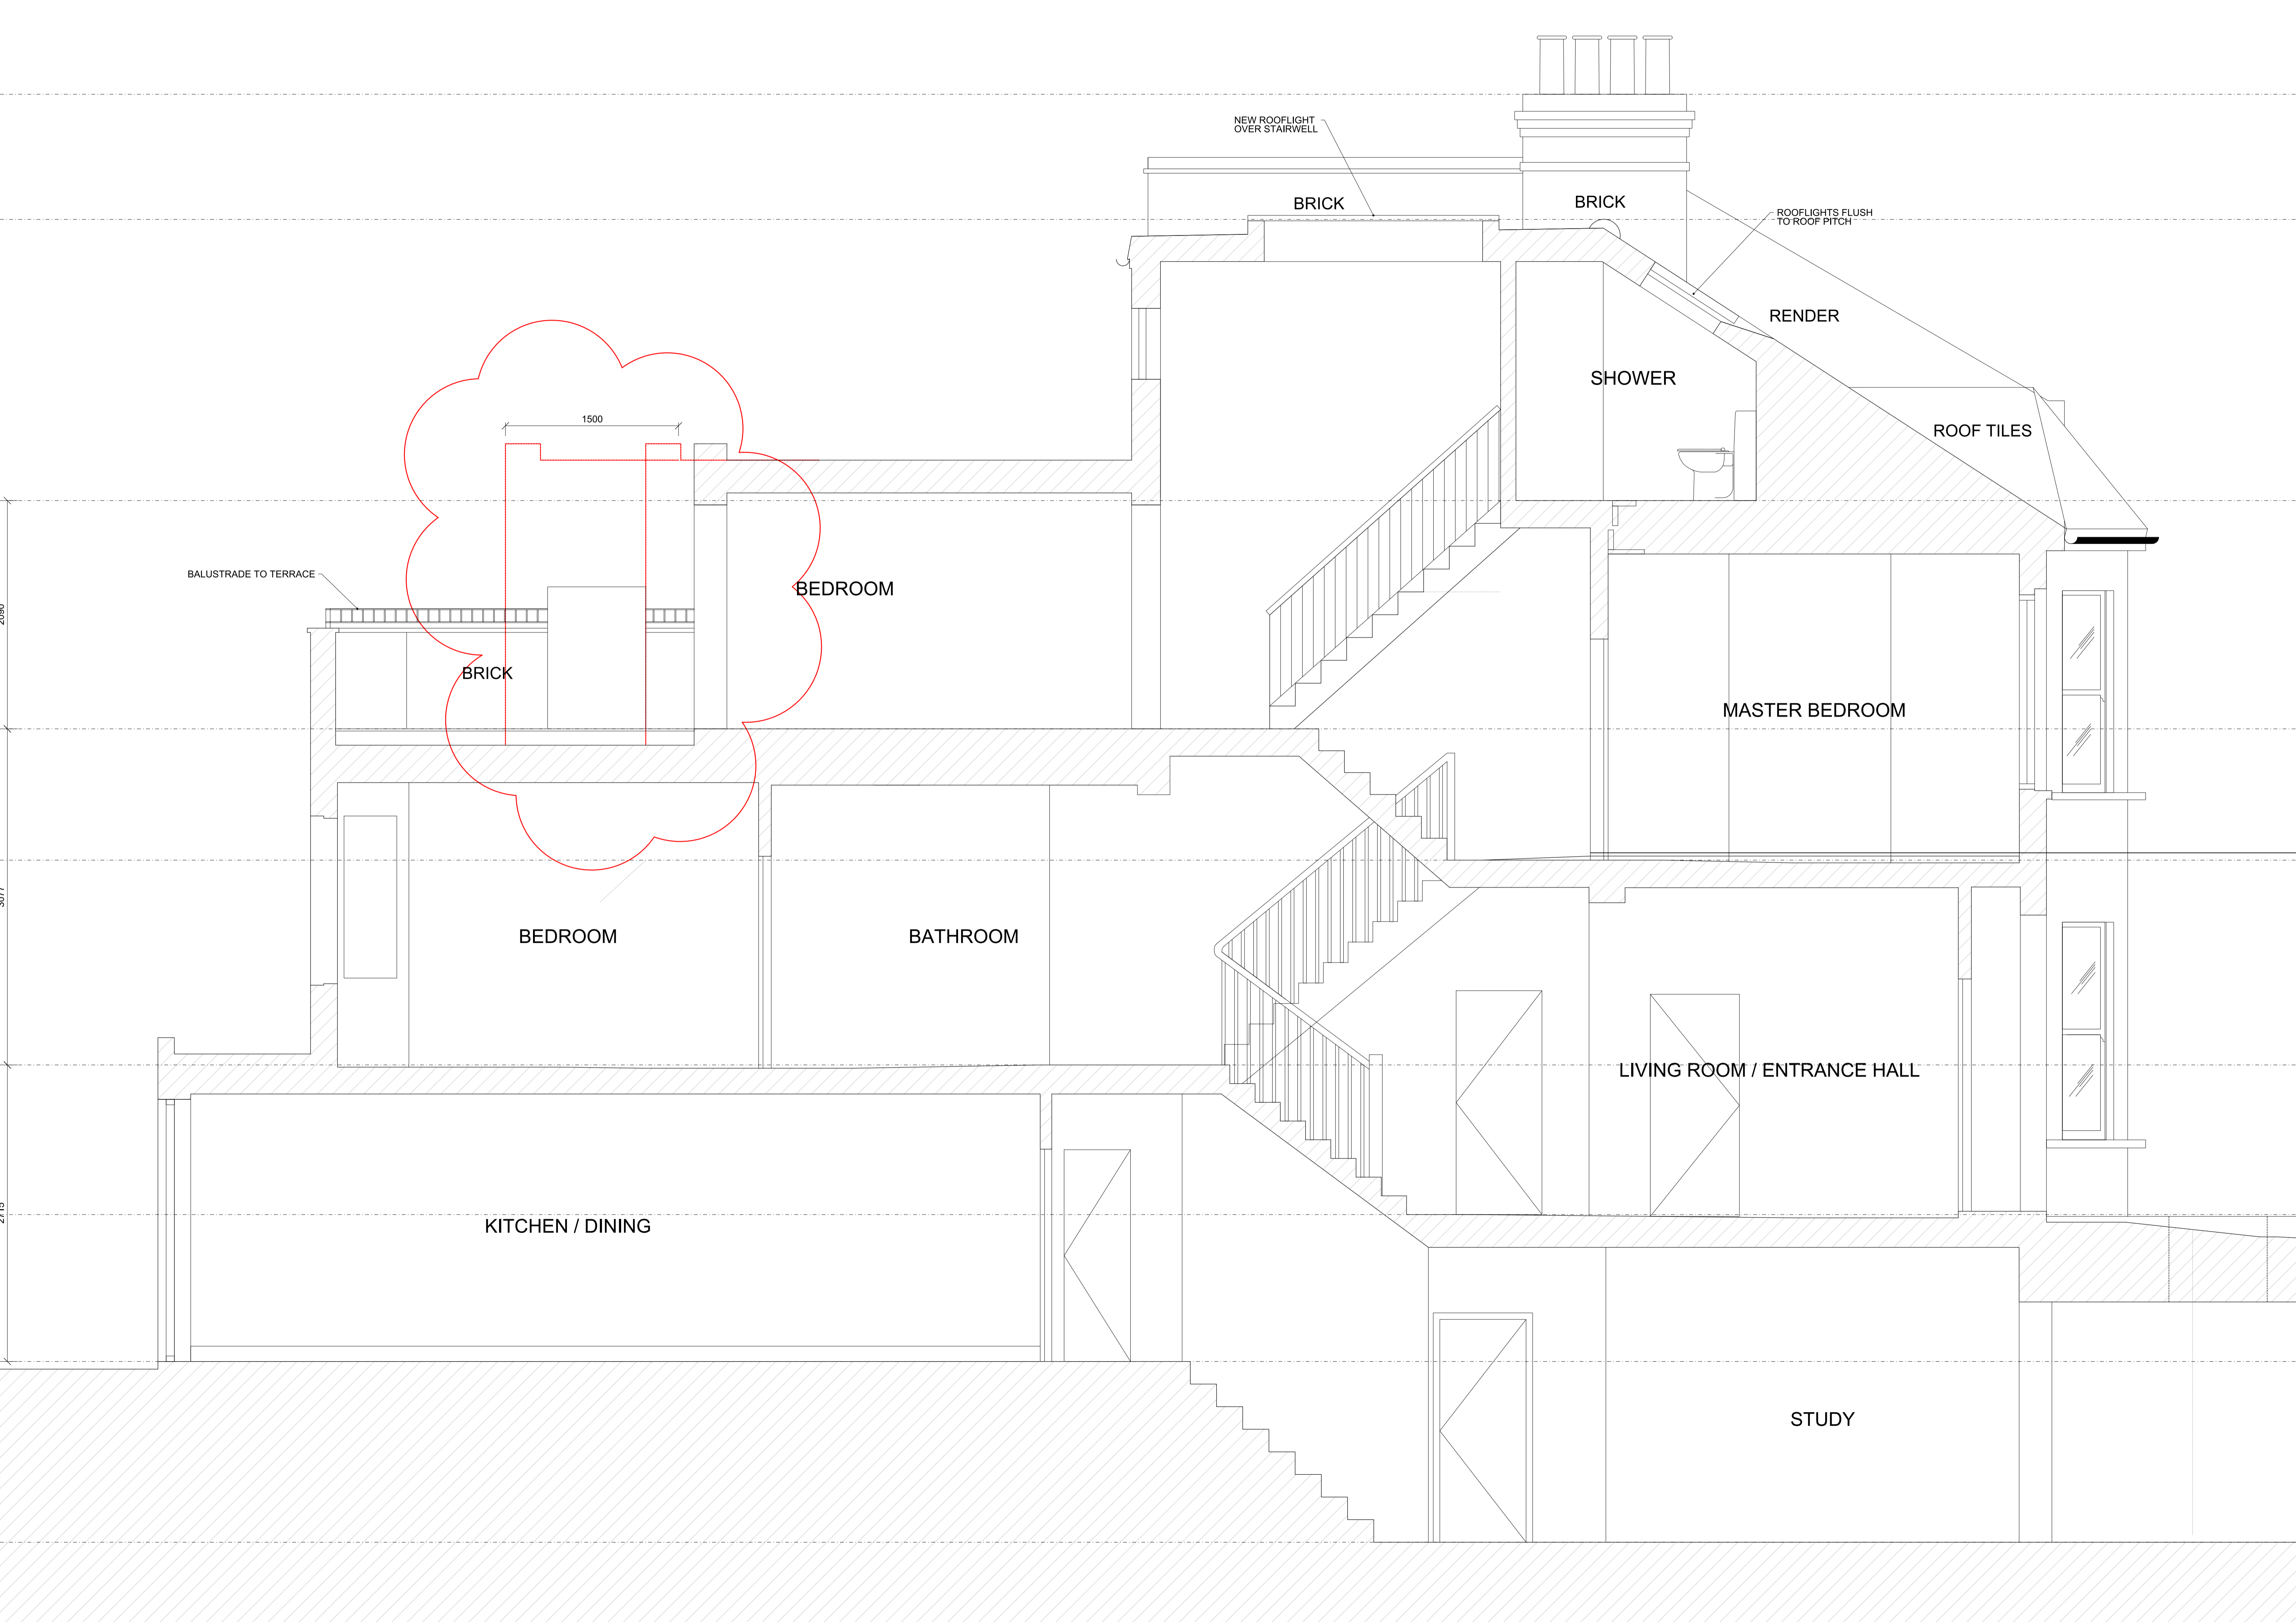 NEW ROOFLIGHT
OVER STAIRWELL
BRICK
BRICK
ROOFLIGHTS FLUSH
TO ROOF PITCH
RENDER
SHOWER
1500
ROOF TILES
BALUSTRADE TO TERRACE
BEDROOM
BRICK
MASTER BEDROOM
BEDROOM
BATHROOM
LIVING ROOM / ENTRANCE HALL
KITCHEN / DINING
STUDY